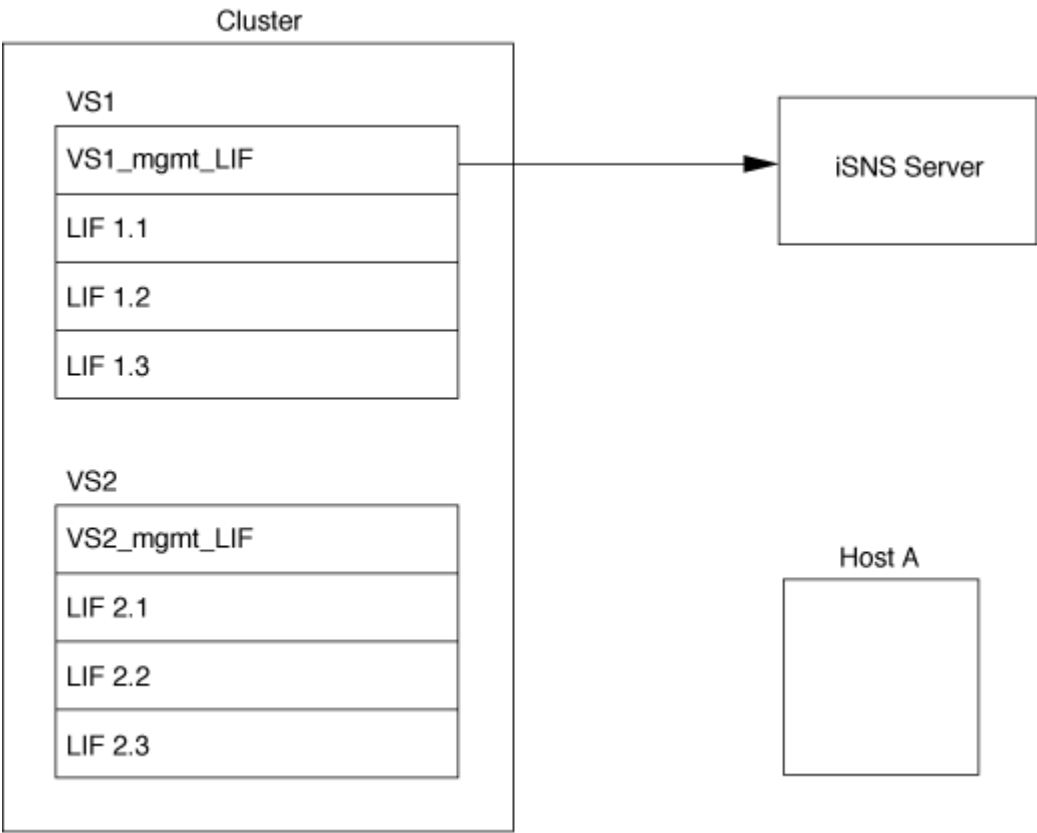 Cluster
VS1
VS1_mgmt_LIF
iSNS Server
LIF 1.1
LIF 1.2
LIF 1.3
VS2
VS2_mgmt_LIF
Host A
LIF 2.1
LIF 2.2
LIF 2.3